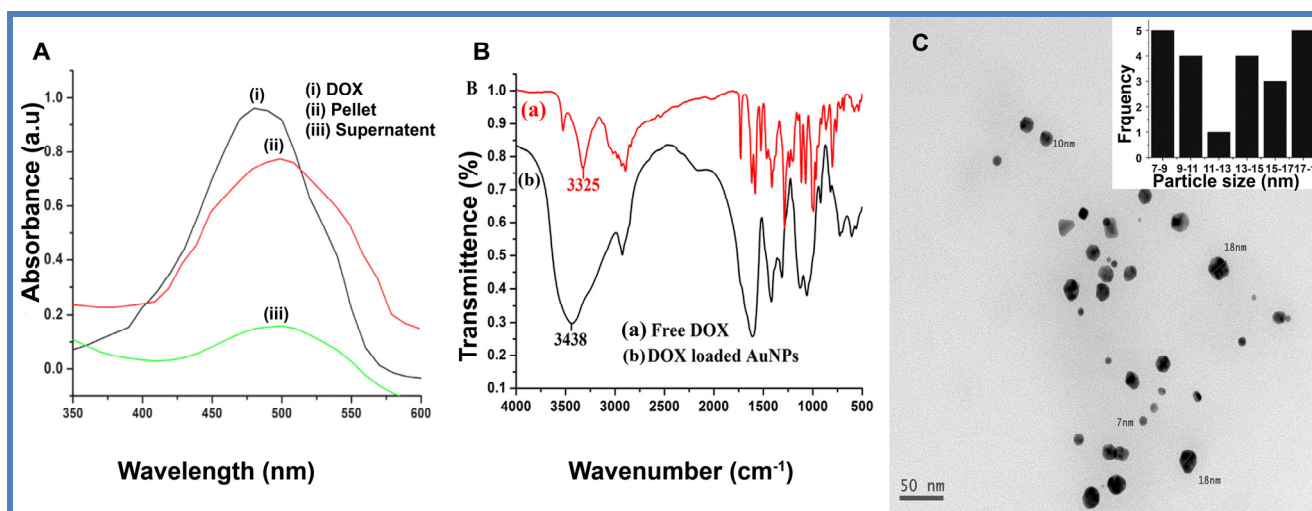 A
(i) DOX
(ii) Pellet
(iii) Supernatent
(i)
(ii)
(iii)
Absorbance (a.u)
1.0
0.8
0.6
0.4
0.2
0.0
350 400 450 500 550 600
Wavelength (nm)
B
B
(a)
3325
(b)
3438
(a) Free DOX
(b) DOX loaded AuNPs
Transmittence (%)
1.0
0.9
0.8
0.7
0.6
0.5
0.4
0.3
0.2
0.1
4000 3500 3000 2500 2000 1500 1000 500
Wavenumber (cm⁻¹)
C
Frquency
5
4
3
2
1
0
7-9 9-11 11-13 13-15 15-17 17-1
Particle size (nm)
10nm
18nm
7nm
18nm
50 nm